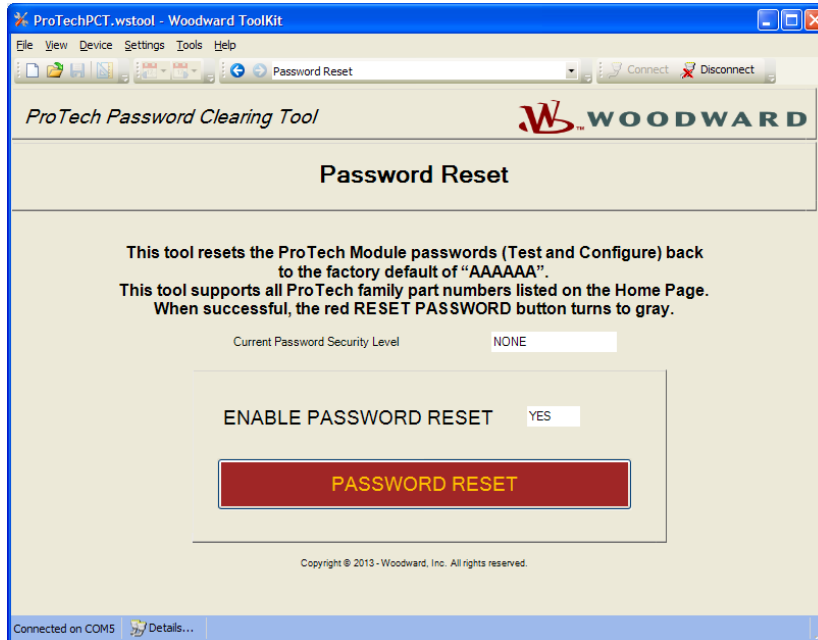 ProTechPCT.wstool - Woodward ToolKit
File View Device Settings Tools Help
Password Reset
Connect
Disconnect
ProTech Password Clearing Tool
WOODWARD
Password Reset
This tool resets the ProTech Module passwords (Test and Configure) back
to the factory default of “AAAAAA”.
This tool supports all ProTech family part numbers listed on the Home Page.
When successful, the red RESET PASSWORD button turns to gray.
Current Password Security Level NONE
ENABLE PASSWORD RESET YES
PASSWORD RESET
Copyright © 2013 - Woodward, Inc. All rights reserved.
Connected on COM5 Details...